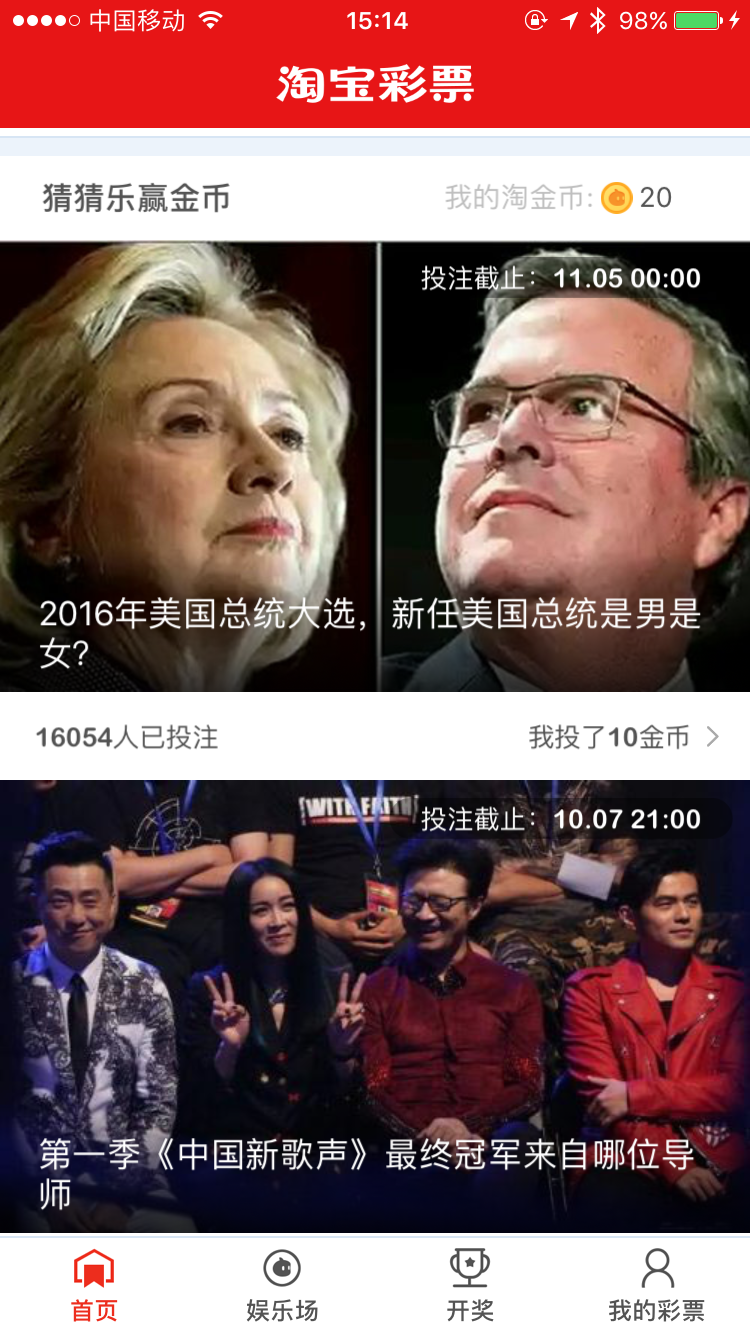 中国移动 15:14 98%
淘宝彩票
猜猜乐赢金币 我的淘金币: 20
投注截止：11.05 00:00
2016年美国总统大选，新任美国总统是男是
女?
16054人已投注 我投了10金币
WITH FAITH
投注截止：10.07 21:00
第一季《中国新歌声》最终冠军来自哪位导
师
首页 娱乐场 开奖 我的彩票